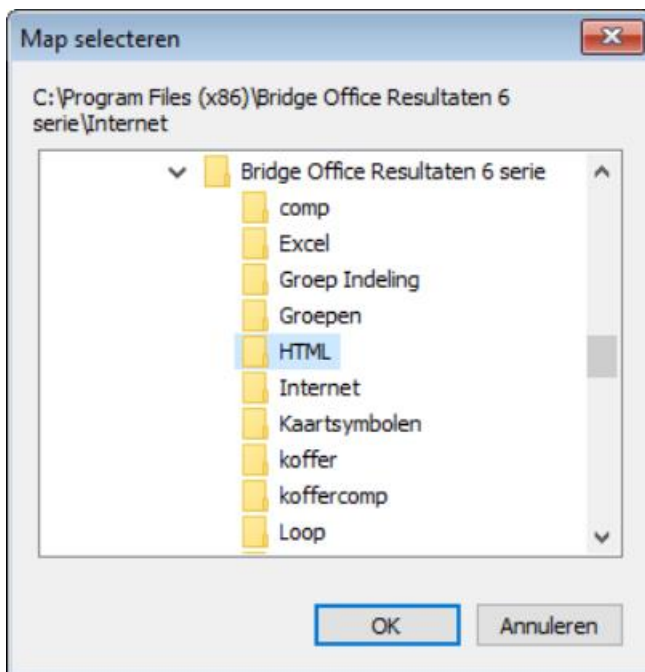 Map selecteren
C:\Program Files (x86)\Bridge Office Resultaten 6
serie\Internet
Bridge Office Resultaten 6 serie
comp
Excel
Groep Indeling
Groepen
HTML
Internet
Kaartsymbolen
koffer
koffercomp
Loop
OK
Annuleren